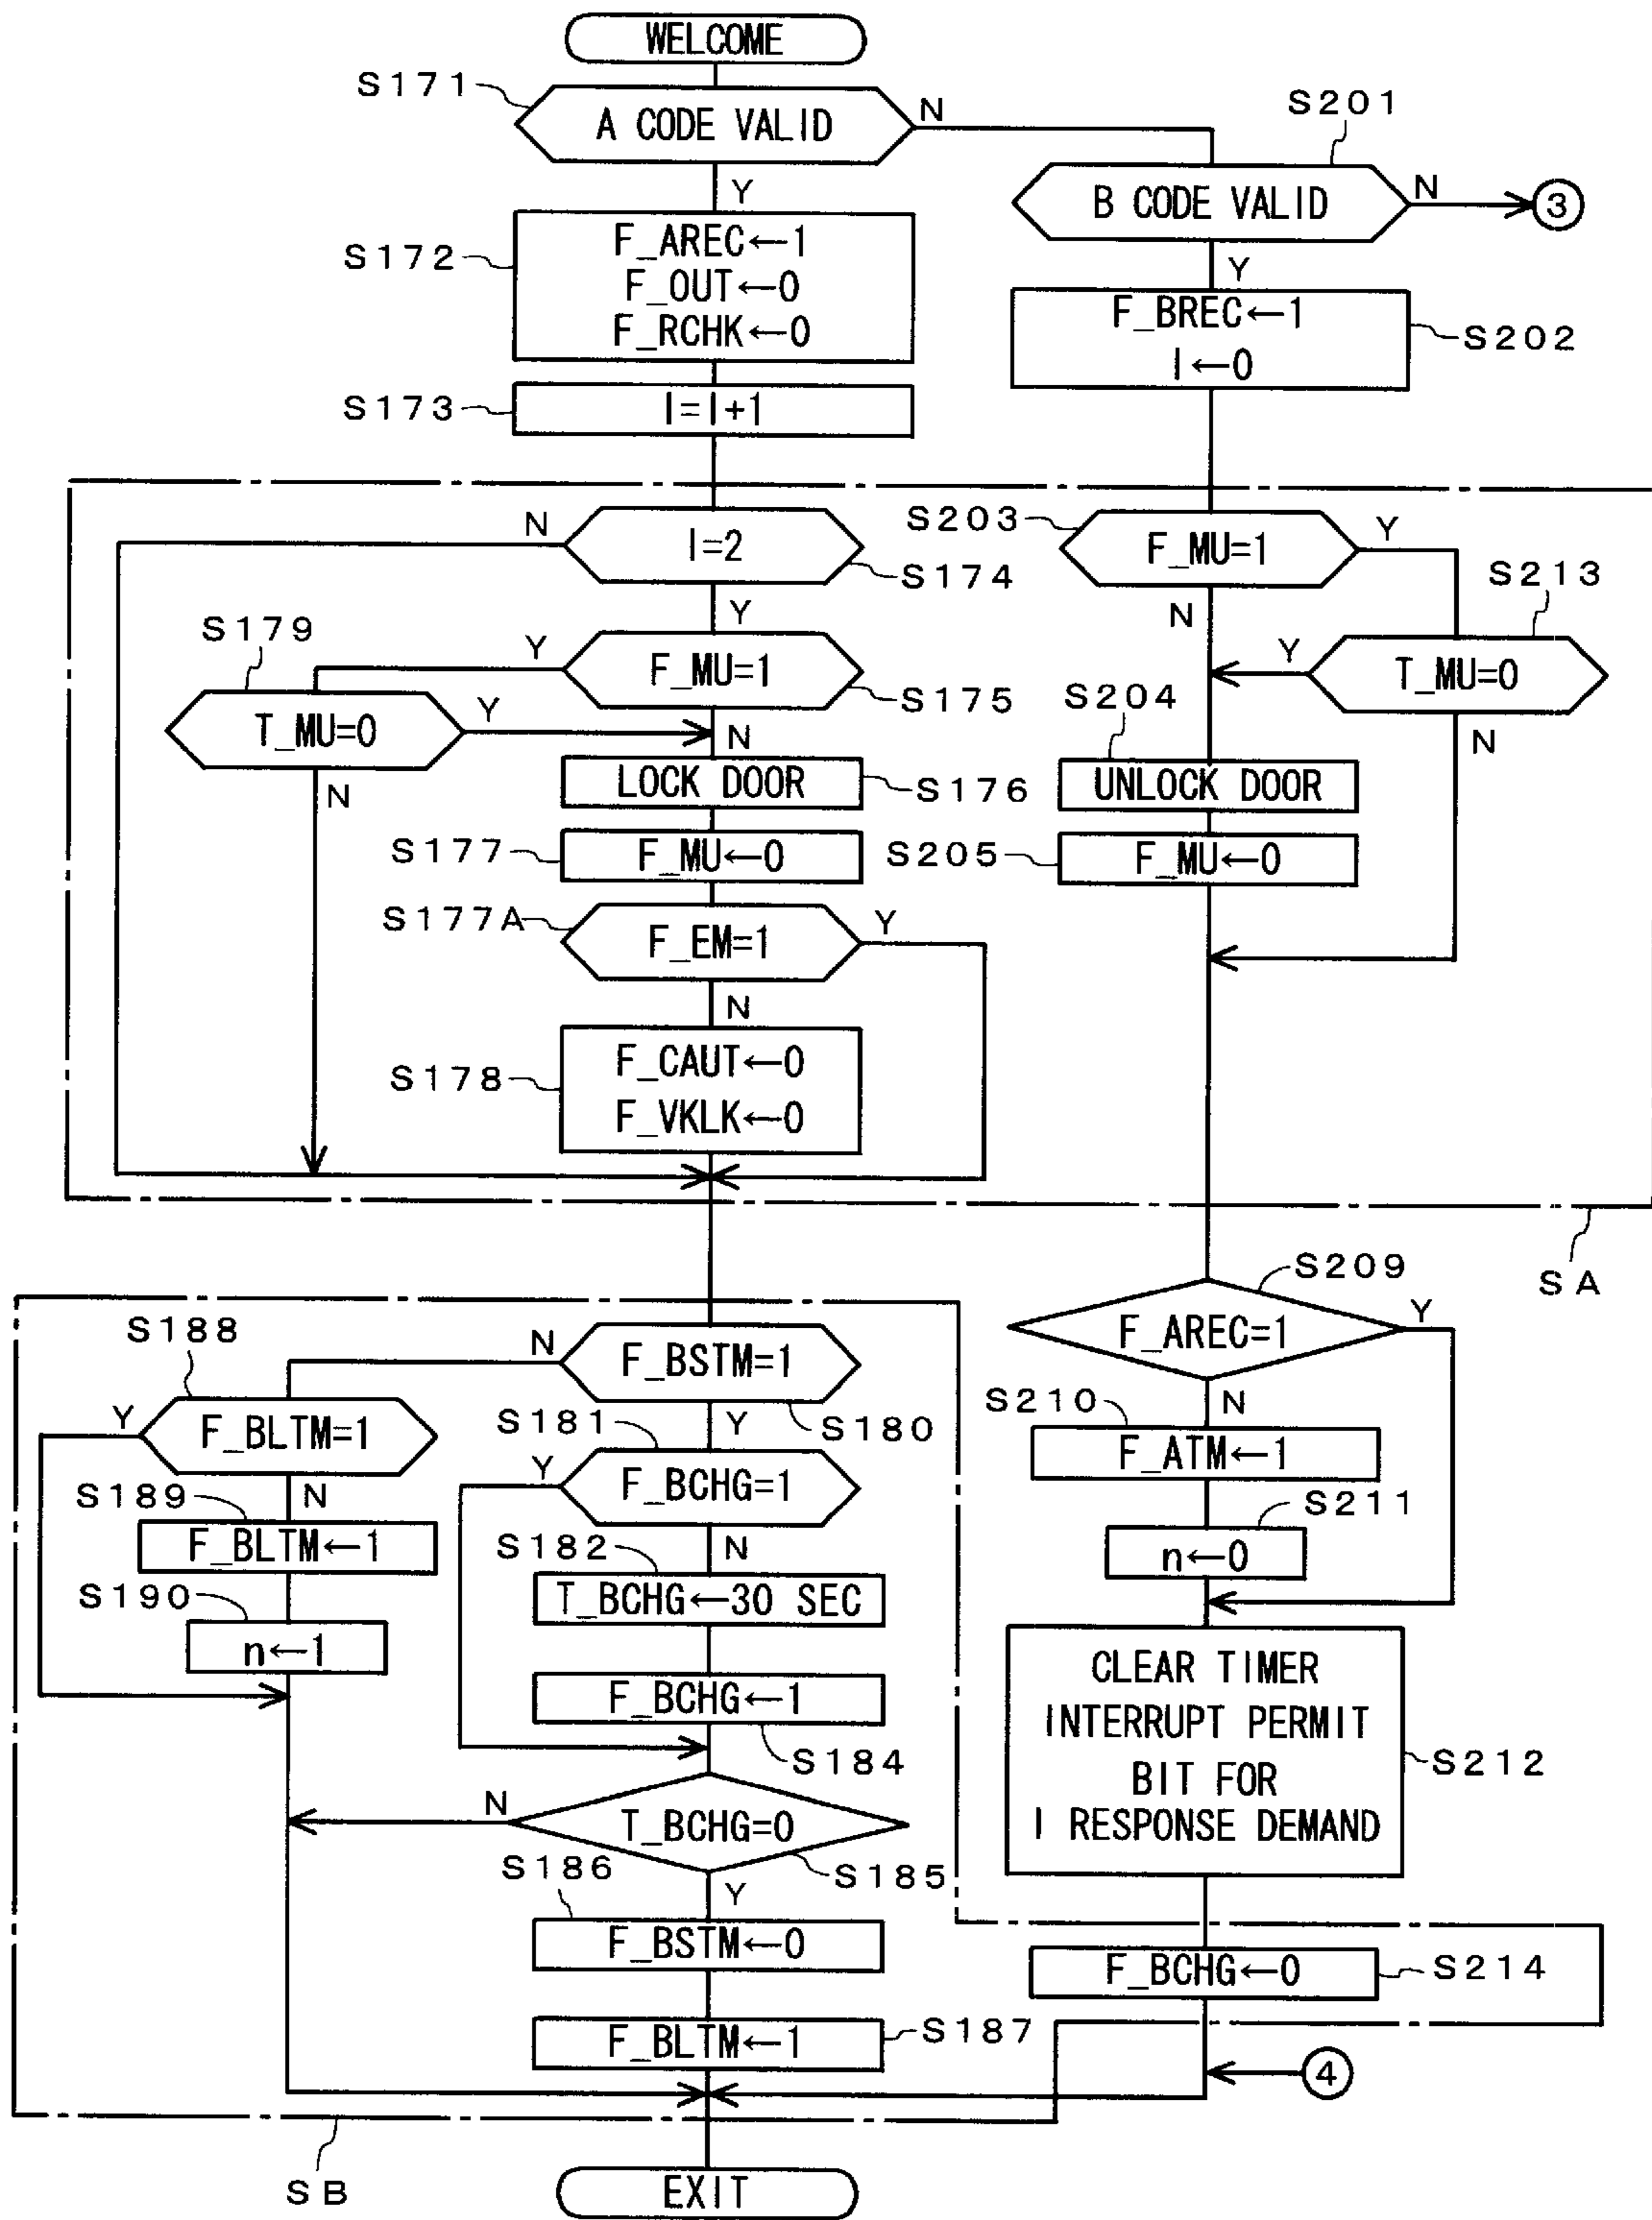 WELCOME
S171
A CODE VALID
N
Y
S201
B CODE VALID
N
3
Y
S172
F_AREC←1
F_OUT←0
F_RCHK←0
S173
I=I+1
F_BREC←1
I←0
S202
N
I=2
S174
Y
S203
F_MU=1
Y
N
S213
T_MU=0
Y
N
S179
T_MU=0
Y
N
Y
F_MU=1
S175
N
LOCK DOOR
S176
S177
F_MU←0
S177A
F_EM=1
Y
N
S178
F_CAUT←0
F_VKLK←0
S204
UNLOCK DOOR
S205
F_MU←0
SA
S209
F_AREC=1
Y
N
S210
F_ATM←1
S211
n←0
CLEAR TIMER
INTERRUPT PERMIT
BIT FOR
I RESPONSE DEMAND
S212
F_BCHG←0
S214
4
N
F_BSTM=1
S180
Y
S188
Y
F_BLTM=1
N
S189
F_BLTM←1
S190
n←1
S181
Y
F_BCHG=1
N
S182
T_BCHG←30 SEC
F_BCHG←1
S184
N
T_BCHG=0
S185
Y
S186
F_BSTM←0
F_BLTM←1
S187
SB
EXIT